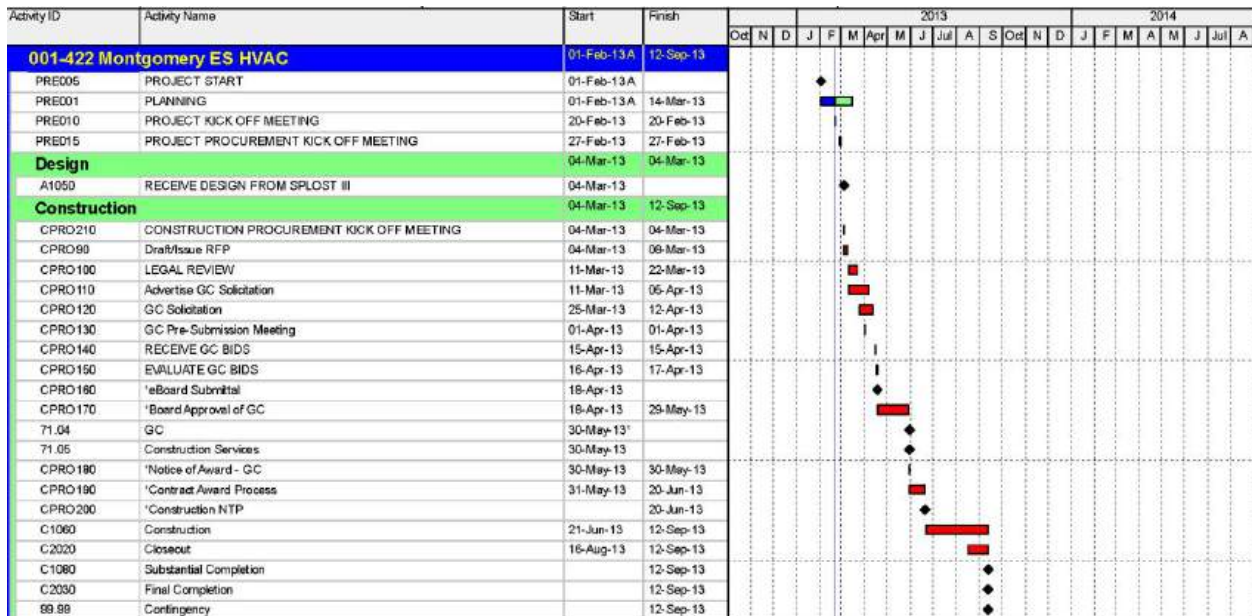 Activity ID Activity Name Start Finish 2013 2014
Oct N D J F M Apr M J Jul A S Oct N D J F M A M J Jul A
001-422 Montgomery ES HVAC 01-Feb-13A 12-Sep-13
PRE005 PROJECT START 01-Feb-13A
PRE001 PLANNING 01-Feb-13A 14-Mar-13
PRE010 PROJECT KICK OFF MEETING 20-Feb-13 20-Feb-13
PRE015 PROJECT PROCUREMENT KICK OFF MEETING 27-Feb-13 27-Feb-13
Design 04-Mar-13 04-Mar-13
A1050 RECEIVE DESIGN FROM SPLOST III 04-Mar-13
Construction 04-Mar-13 12-Sep-13
CPRO210 CONSTRUCTION PROCUREMENT KICK OFF MEETING 04-Mar-13 04-Mar-13
CPRO90 Draft/Issue RFP 04-Mar-13 08-Mar-13
CPRO100 LEGAL REVIEW 11-Mar-13 22-Mar-13
CPRO110 Advertise GC Solicitation 11-Mar-13 05-Apr-13
CPRO120 GC Solicitation 25-Mar-13 12-Apr-13
CPRO130 GC Pre-Submission Meeting 01-Apr-13 01-Apr-13
CPRO140 RECEIVE GC BIDS 15-Apr-13 15-Apr-13
CPRO150 EVALUATE GC BIDS 16-Apr-13 17-Apr-13
CPRO160 *eBoard Submittal 18-Apr-13
CPRO170 *Board Approval of GC 18-Apr-13 29-May-13
71.04 GC 30-May-13*
71.05 Construction Services 30-May-13
CPRO180 *Notice of Award - GC 30-May-13 30-May-13
CPRO190 *Contract Award Process 31-May-13 20-Jun-13
CPRO200 *Construction NTP 20-Jun-13
C1060 Construction 21-Jun-13 12-Sep-13
C2020 Closeout 16-Aug-13 12-Sep-13
C1080 Substantial Completion 12-Sep-13
C2030 Final Completion 12-Sep-13
99.99 Contingency 12-Sep-13